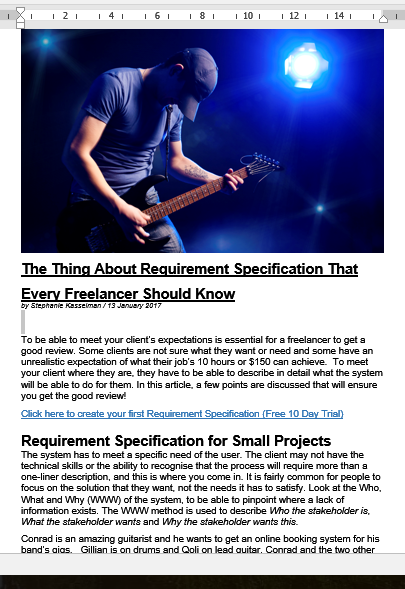 2 4 6 8 10 12 14
The Thing About Requirement Specification That
Every Freelancer Should Know
by Stephanie Kasselman / 13 January 2017
To be able to meet your client's expectations is essential for a freelancer to get a
good review. Some clients are not sure what they want or need and some have an
unrealistic expectation of what their job's 10 hours or $150 can achieve. To meet
your client where they are, they have to be able to describe in detail what the system
will be able to do for them. In this article, a few points are discussed that will ensure
you get the good review!
Click here to create your first Requirement Specification (Free 10 Day Trial)
Requirement Specification for Small Projects
The system has to meet a specific need of the user. The client may not have the
technical skills or the ability to recognise that the process will require more than a
one-liner description, and this is where you come in. It is fairly common for people to
focus on the solution that they want, not the needs it has to satisfy. Look at the Who,
What and Why (WWW) of the system, to be able to pinpoint where a lack of
information exists. The WWW method is used to describe Who the stakeholder is,
What the stakeholder wants and Why the stakeholder wants this.
Conrad is an amazing guitarist and he wants to get an online booking system for his
band's gigs. Gillian is on drums and Qoli on lead guitar. Conrad and the two other